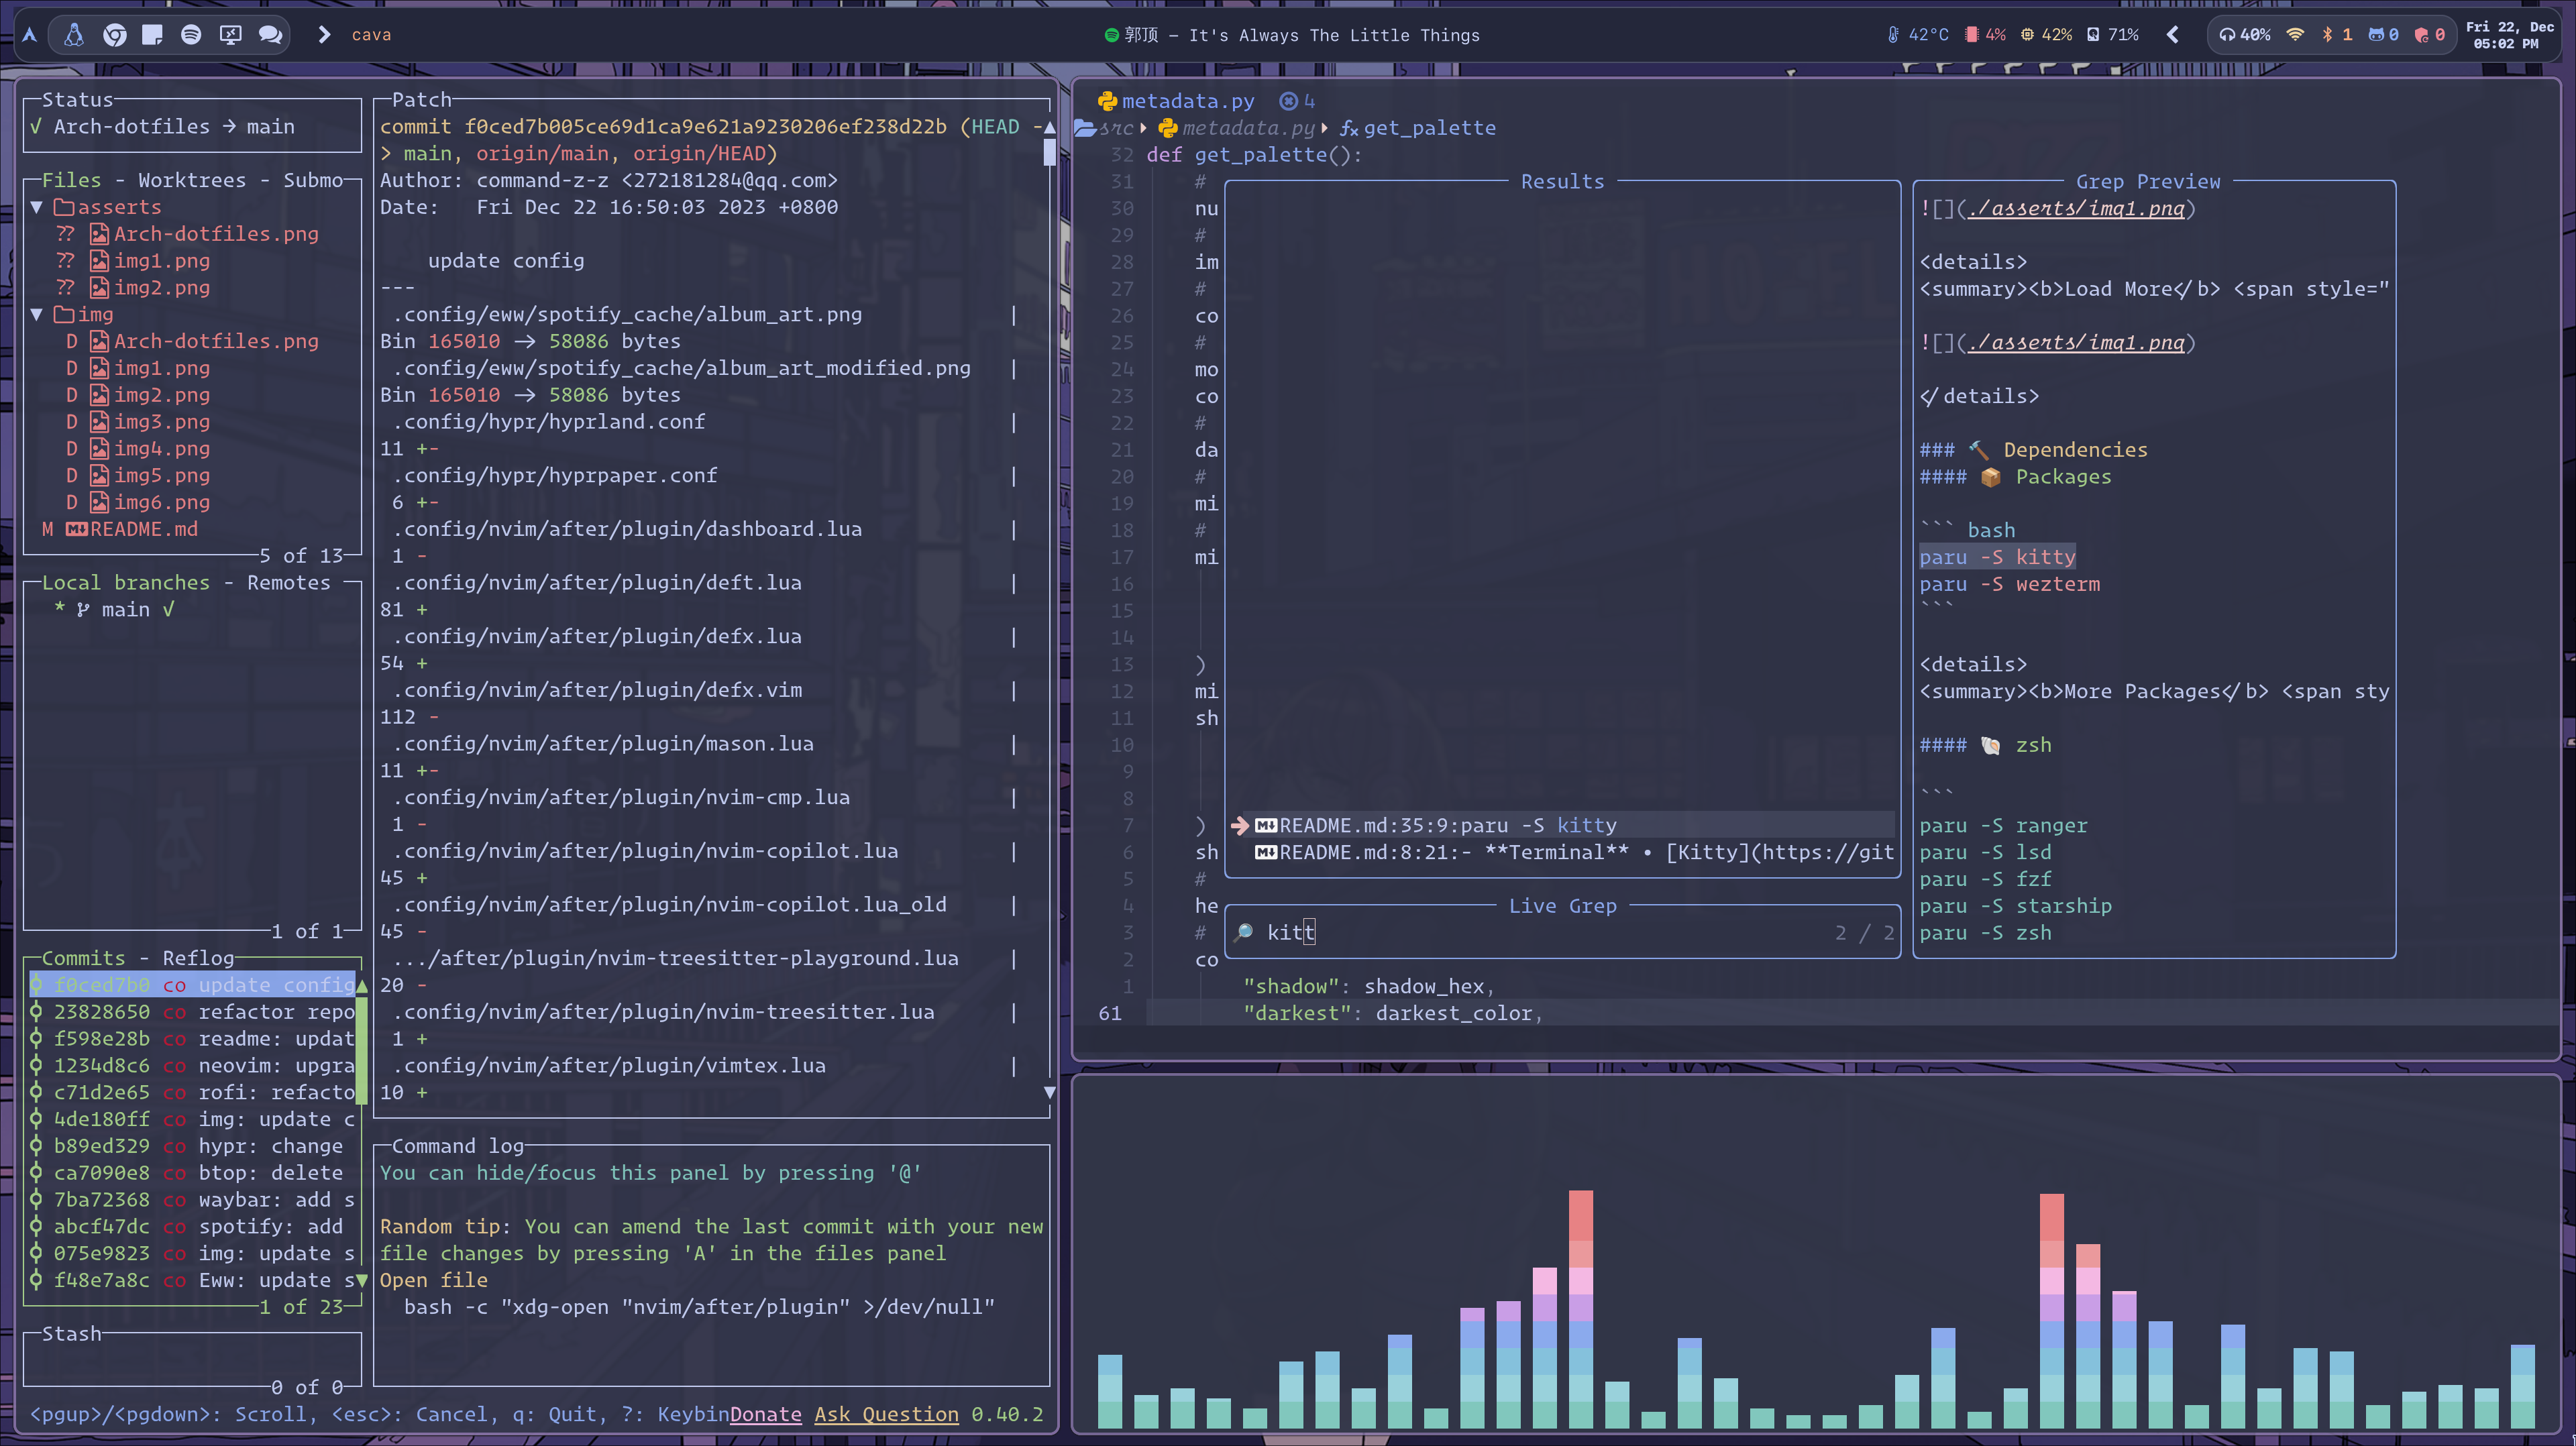 cava
郭顶 – It's Always The Little Things
42°C 4% 42% 71%
40% 1 0 0
Fri 22, Dec
05:02 PM
Status
✓ Arch-dotfiles → main
Files - Worktrees - Submo
▼ asserts
?? Arch-dotfiles.png
?? img1.png
?? img2.png
▼ img
D Arch-dotfiles.png
D img1.png
D img2.png
D img3.png
D img4.png
D img5.png
D img6.png
M README.md
5 of 13
Local branches - Remotes
* main ✓
1 of 1
Commits - Reflog
f0ced7b0 co update config
23828650 co refactor repo
f598e28b co readme: updat
1234d8c6 co neovim: upgra
c71d2e65 co rofi: refacto
4de180ff co img: update c
b89ed329 co hypr: change
ca7090e8 co btop: delete
7ba72368 co waybar: add s
abcf47dc co spotify: add
075e9823 co img: update s
f48e7a8c co Eww: update s
1 of 23
Stash
0 of 0
Patch
commit f0ced7b005ce69d1ca9e621a9230206ef238d22b (HEAD -
> main, origin/main, origin/HEAD)
Author: command-z-z <272181284@qq.com>
Date:   Fri Dec 22 16:50:03 2023 +0800
update config
---
.config/eww/spotify_cache/album_art.png |
Bin 165010 -> 58086 bytes
.config/eww/spotify_cache/album_art_modified.png |
Bin 165010 -> 58086 bytes
.config/hypr/hyprland.conf |
11 +-
.config/hypr/hyprpaper.conf |
6 +-
.config/nvim/after/plugin/dashboard.lua |
1 -
.config/nvim/after/plugin/deft.lua |
81 +
.config/nvim/after/plugin/defx.lua |
54 +
.config/nvim/after/plugin/defx.vim |
112 -
.config/nvim/after/plugin/mason.lua |
11 +-
.config/nvim/after/plugin/nvim-cmp.lua |
1 -
.config/nvim/after/plugin/nvim-copilot.lua |
45 +
.config/nvim/after/plugin/nvim-copilot.lua_old |
45 -
.../after/plugin/nvim-treesitter-playground.lua |
20 -
.config/nvim/after/plugin/nvim-treesitter.lua |
1 +
.config/nvim/after/plugin/vimtex.lua |
10 +
Command log
You can hide/focus this panel by pressing '@'
Random tip: You can amend the last commit with your new
file changes by pressing 'A' in the files panel
Open file
bash -c "xdg-open "nvim/after/plugin" >/dev/null"
<pgup>/<pgdown>: Scroll, <esc>: Cancel, q: Quit, ?: KeybinDonate Ask Question 0.40.2
metadata.py 4
src metadata.py get_palette
32 def get_palette():
31 #
30 nu
29 #
28 im
27 #
26 co
25 #
24 mo
23 co
22 #
21 da
20 #
19 mi
18 #
17 mi
16
15
14
13 )
12 mi
11 sh
10
9
8
7 )
6 sh
5 #
4 he
3 #
2 co
1 "shadow": shadow_hex,
61 "darkest": darkest_color,
Results
README.md:35:9:paru -S kitty
README.md:8:21:- **Terminal** • [Kitty](https://git
Live Grep
kitt 2 / 2
Grep Preview
![](./asserts/img1.png)
<details>
<summary><b>Load More</b> <span style="
![](./asserts/img1.png)
</details>
### 🔨 Dependencies
#### 📦 Packages
``` bash
paru -S kitty
paru -S wezterm
```
<details>
<summary><b>More Packages</b> <span sty
#### 🐚 zsh
```
paru -S ranger
paru -S lsd
paru -S fzf
paru -S starship
paru -S zsh